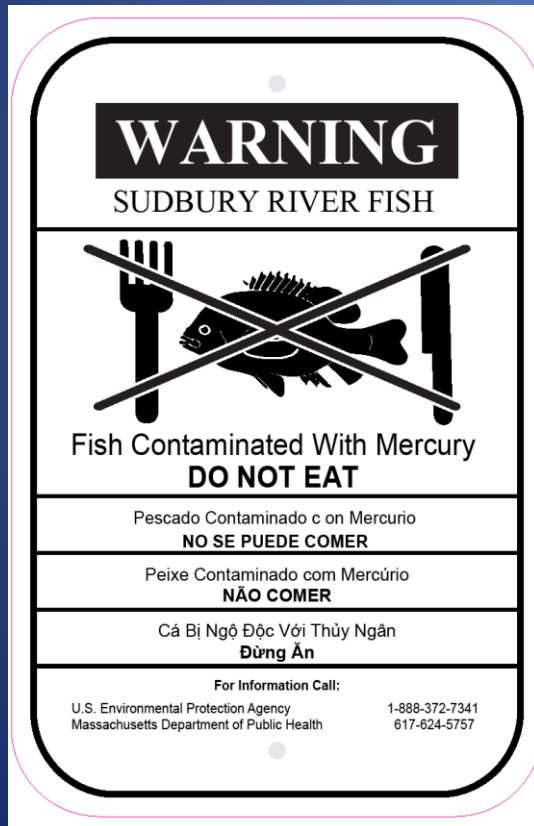 WARNING
SUDBURY RIVER FISH
Fish Contaminated With Mercury
DO NOT EAT
Pescado Contaminado c on Mercurio
NO SE PUEDE COMER
Peixe Contaminado com Mercúrio
NÃO COMER
Cá Bị Ngộ Độc Với Thủy Ngân
Đừng Ăn
For Information Call:
U.S. Environmental Protection Agency 1-888-372-7341
Massachusetts Department of Public Health 617-624-5757